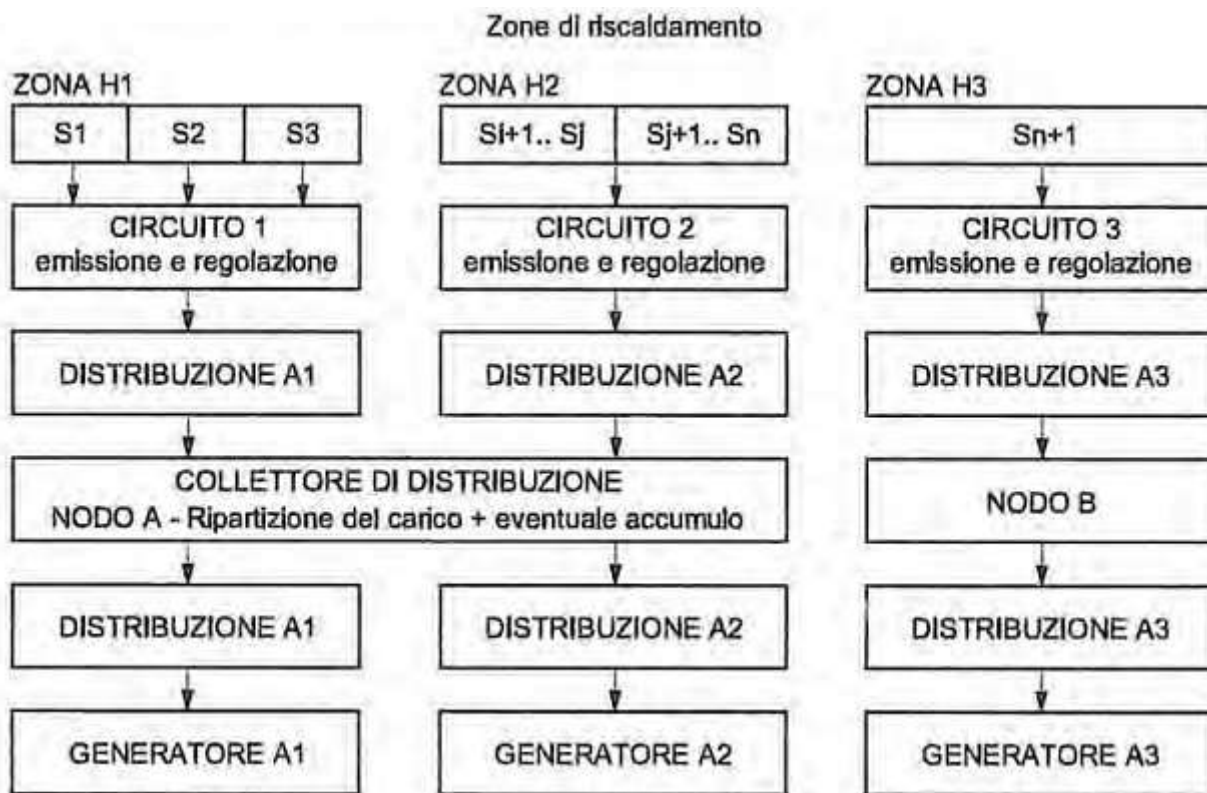 Zone di riscaldamento
ZONA H1 ZONA H2 ZONA H3
S1 S2 S3 Si+1.. Sj Sj+1.. Sn Sn+1
CIRCUITO 1 CIRCUITO 2 CIRCUITO 3
emissione e regolazione emissione e regolazione emissione e regolazione
DISTRIBUZIONE A1 DISTRIBUZIONE A2 DISTRIBUZIONE A3
COLLETTORE DI DISTRIBUZIONE
NODO A - Ripartizione del carico + eventuale accumulo NODO B
DISTRIBUZIONE A1 DISTRIBUZIONE A2 DISTRIBUZIONE A3
GENERATORE A1 GENERATORE A2 GENERATORE A3